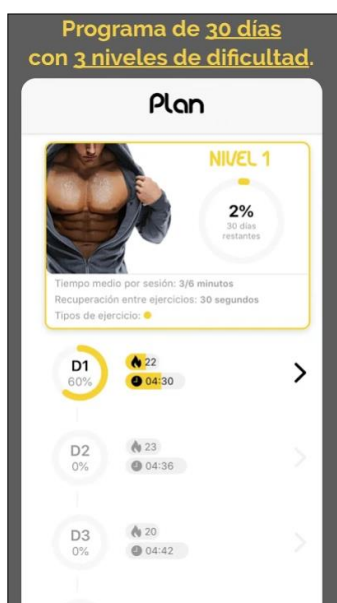 Programa de 30 días
con 3 niveles de dificultad.
Plan
NIVEL 1
2%
30 días
restantes
Tiempo medio por sesión: 3/6 minutos
Recuperación entre ejercicios: 30 segundos
Tipos de ejercicio:
D1
60%
22
04:30
D2
0%
23
04:36
D3
0%
20
04:42